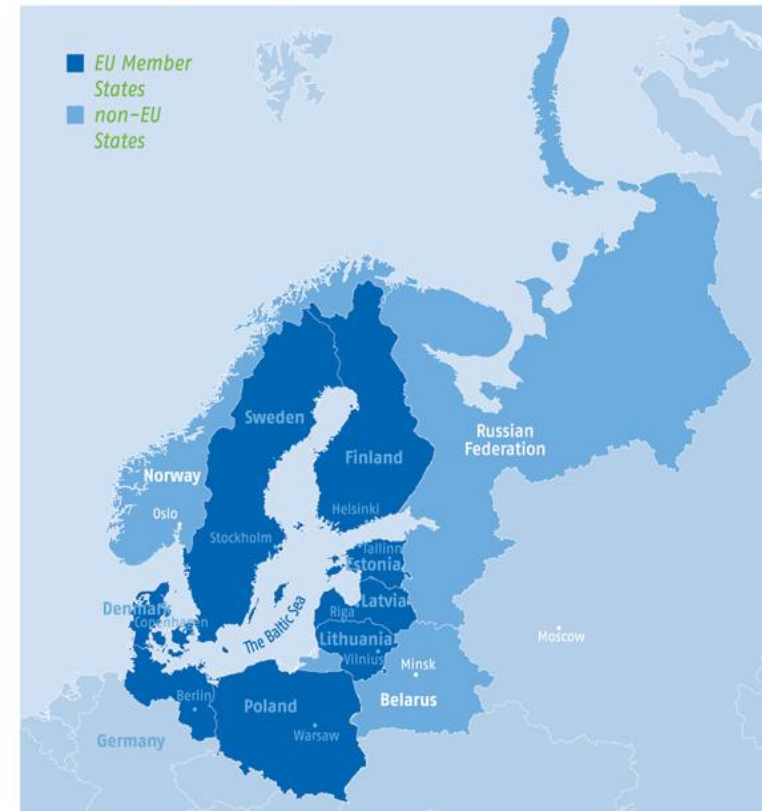 EU Member
States
non-EU
States
Sweden
Finland
Russian
Federation
Norway
Oslo
Helsinki
Stockholm
Tallinn
Estonia
Denmark
Copenhagen
Latvia
Riga
The Baltic Sea
Lithuania
Vilnius
Moscow
Minsk
Belarus
Berlin
Poland
Warsaw
Germany